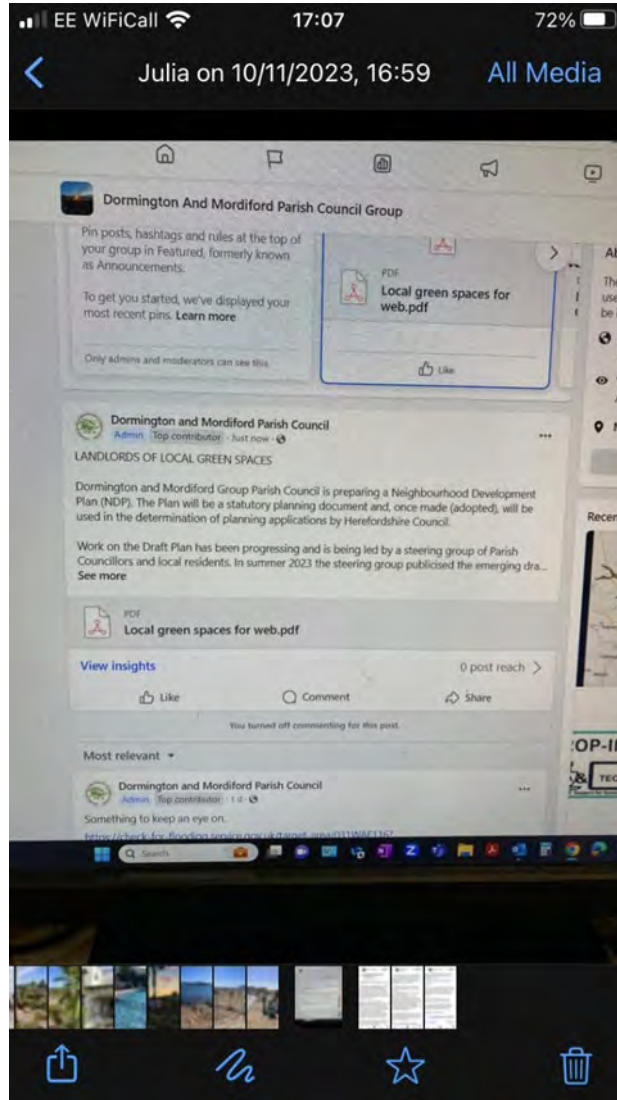 EE WiFiCall
17:07
72%
Julia on 10/11/2023, 16:59
All Media
Dormington And Mordiford Parish Council Group
Pin posts, hashtags and rules at the top of
your group in Featured, formerly known
as Announcements.
To get you started, we've displayed your
most recent pins. Learn more
Only admins and moderators can see this
PDF
Local green spaces for
web.pdf
Like
Dormington and Mordiford Parish Council
Admin Top contributor · Just now ·
LANDLORDS OF LOCAL GREEN SPACES
Dormington and Mordiford Group Parish Council is preparing a Neighbourhood Development
Plan (NDP). The Plan will be a statutory planning document and, once made (adopted), will be
used in the determination of planning applications by Herefordshire Council.
Work on the Draft Plan has been progressing and is being led by a steering group of Parish
Councillors and local residents. In summer 2023 the steering group publicised the emerging dra...
See more
PDF
Local green spaces for web.pdf
View insights
0 post reach
Like
Comment
Share
You turned off commenting for this post.
Most relevant
Dormington and Mordiford Parish Council
Admin Top contributor · 1 d ·
Something to keep an eye on.
Search
Ab
The
use
be
Recen
OP-I
&
TEC